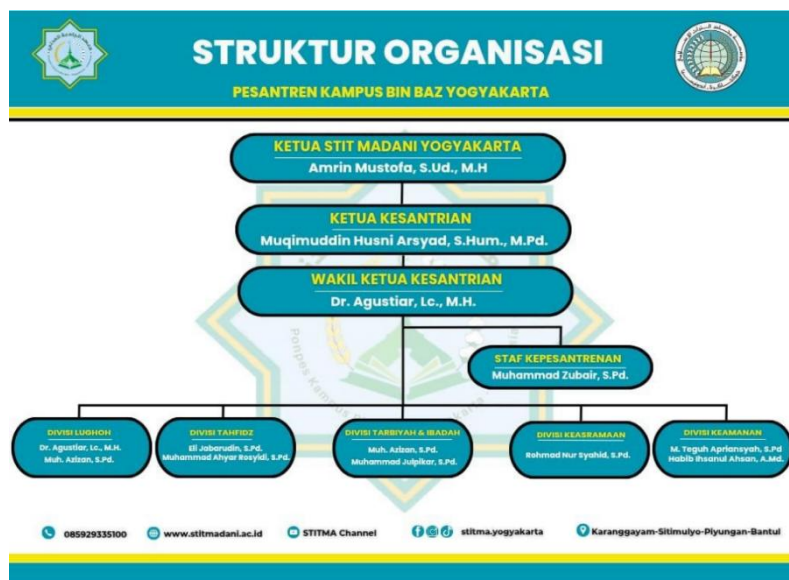 STRUKTUR ORGANISASI
PESANTREN KAMPUS BIN BAZ YOGYAKARTA
KETUA STIT MADANI YOGYAKARTA
Amrin Mustofa, S.Ud., M.H
KETUA KESANTRIAN
Muqimuddin Husni Arsyad, S.Hum., M.Pd.
WAKIL KETUA KESANTRIAN
Dr. Agustiar, Lc., M.H.
STAF KEPESANTRENAN
Muhammad Zubair, S.Pd.
DIVISI LUGHOH
Dr. Agustiar, Lc., M.H.
Muh. Azizan, S.Pd.
DIVISI TAHFIDZ
Eli Jabarudin, S.Pd.
Muhammad Ahyar Rosyidi, S.Pd.
DIVISI TARBIYAH & IBADAH
Muh. Azizan, S.Pd.
Muhammad Julpikar, S.Pd.
DIVISI KEASRAMAAN
Rohmad Nur Syahid, S.Pd.
DIVISI KEAMANAN
M. Teguh Apriansyah, S.Pd
Habib Ihsanul Ahsan, A.Md.
085929335100
www.stitmadani.ac.id
STITMA Channel
stitma.yogyakarta
Karanggayam-Sitimulyo-Piyungan-Bantul